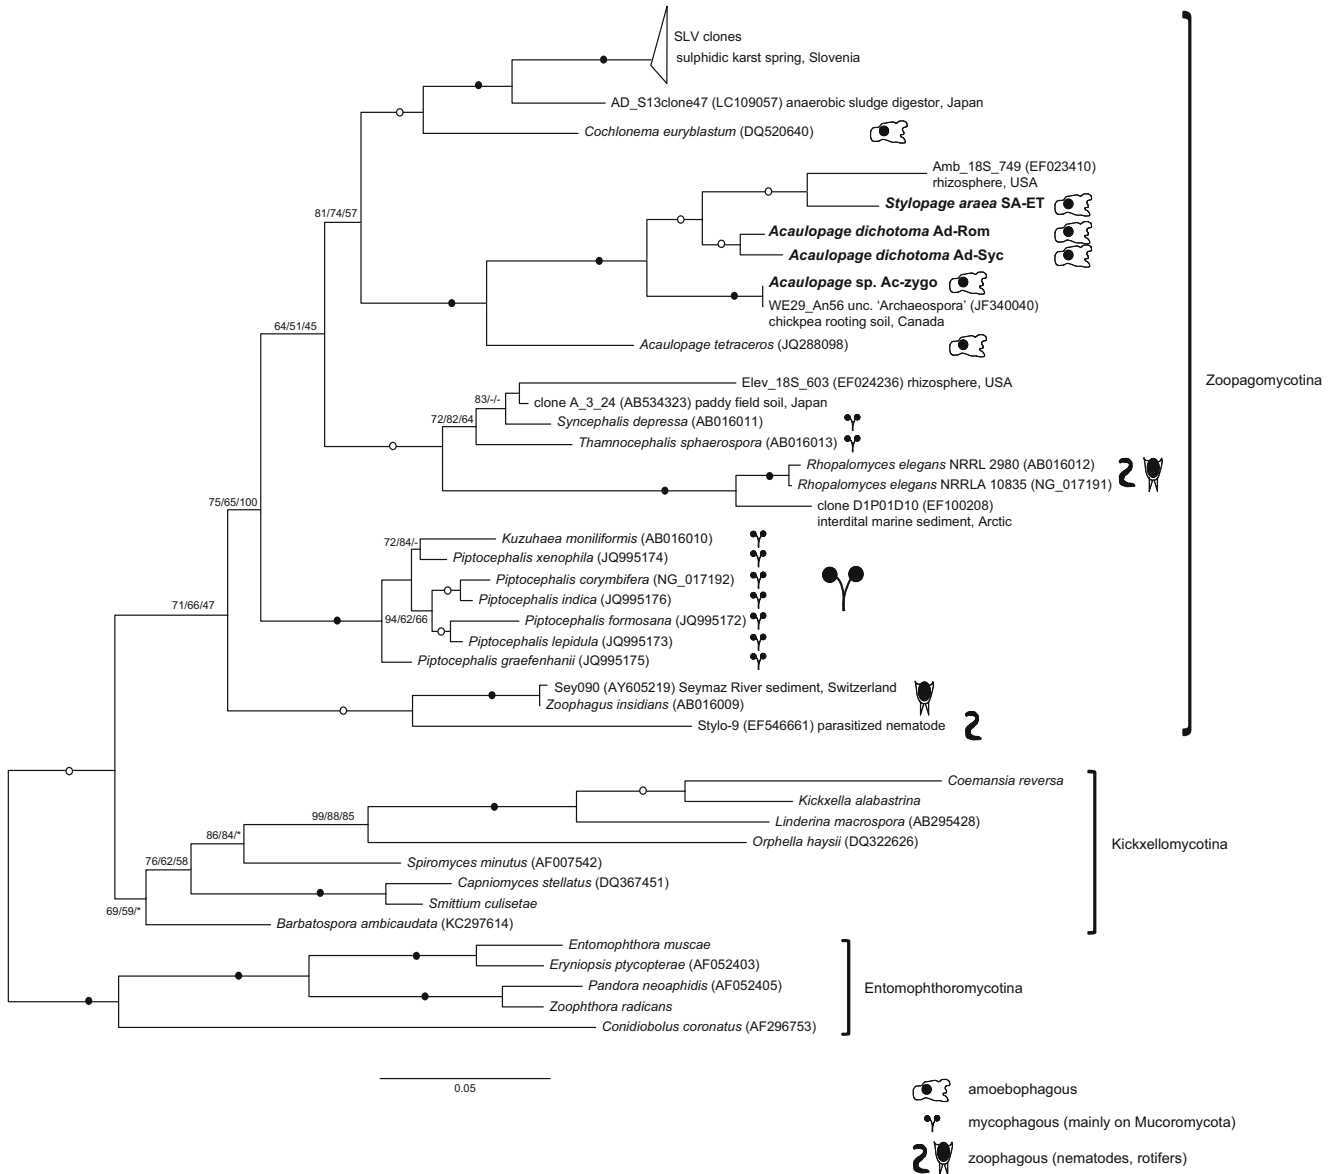 SLV clones
sulphidic karst spring, Slovenia
AD_S13clone47 (LC109057) anaerobic sludge digestor, Japan
Cochlonema euryblastum (DQ520640)
Amb_18S_749 (EF023410)
rhizosphere, USA
Stylopage araea SA-ET
81/74/57
Acaulopage dichotoma Ad-Rom
Acaulopage dichotoma Ad-Syc
Acaulopage sp. Ac-zygo
WE29_An56 unc. ‘Archaeospora’ (JF340040)
chickpea rooting soil, Canada
64/51/45
Acaulopage tetraceros (JQ288098)
Zoopagomycotina
Elev_18S_603 (EF024236) rhizosphere, USA
83/-/-
clone A_3_24 (AB534323) paddy field soil, Japan
72/82/64
Syncephalis depressa (AB016011)
Thamnocephalis sphaerospora (AB016013)
Rhopalomyces elegans NRRL 2980 (AB016012)
Rhopalomyces elegans NRRLA 10835 (NG_017191)
75/65/100
clone D1P01D10 (EF100208)
interdital marine sediment, Arctic
Kuzuhaea moniliformis (AB016010)
72/84/-
Piptocephalis xenophila (JQ995174)
Piptocephalis corymbifera (NG_017192)
Piptocephalis indica (JQ995176)
71/66/47
94/62/66
Piptocephalis formosana (JQ995172)
Piptocephalis lepidula (JQ995173)
Piptocephalis graefenhanii (JQ995175)
Sey090 (AY605219) Seymaz River sediment, Switzerland
Zoophagus insidians (AB016009)
Stylo-9 (EF546661) parasitized nematode
Coemansia reversa
Kickxella alabastrina
99/88/85
Linderina macrospora (AB295428)
86/84/*
Orphella haysii (DQ322626)
Kickxellomycotina
76/62/58
Spiromyces minutus (AF007542)
Capniomyces stellatus (DQ367451)
Smittium culisetae
69/59/*
Barbatospora ambicaudata (KC297614)
Entomophthora muscae
Eryniopsis ptycopterae (AF052403)
Pandora neoaphidis (AF052405)
Entomophthoromycotina
Zoophthora radicans
Conidiobolus coronatus (AF296753)
0.05
amoebophagous
mycophagous (mainly on Mucoromycota)
zoophagous (nematodes, rotifers)